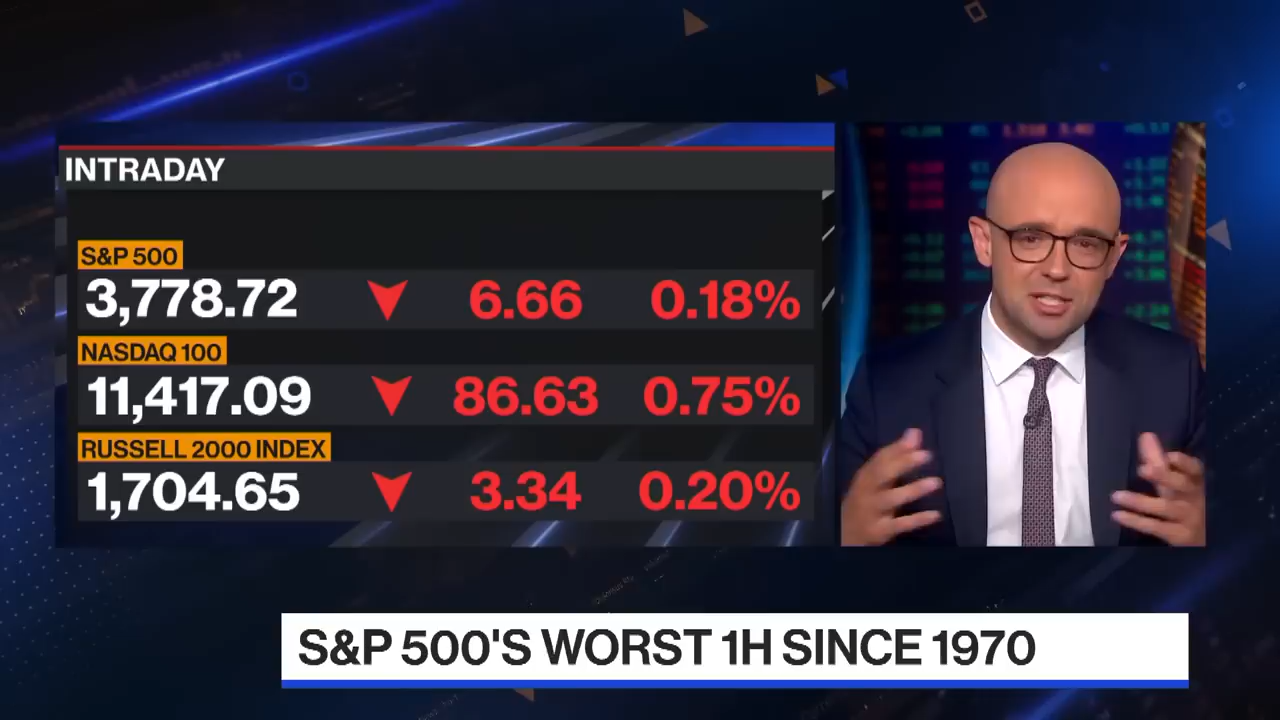 INTRADAY
S&P 500
3,778.72 6.66 0.18%
NASDAQ 100
11,417.09 86.63 0.75%
RUSSELL 2000 INDEX
1,704.65 3.34 0.20%
S&P 500'S WORST 1H SINCE 1970